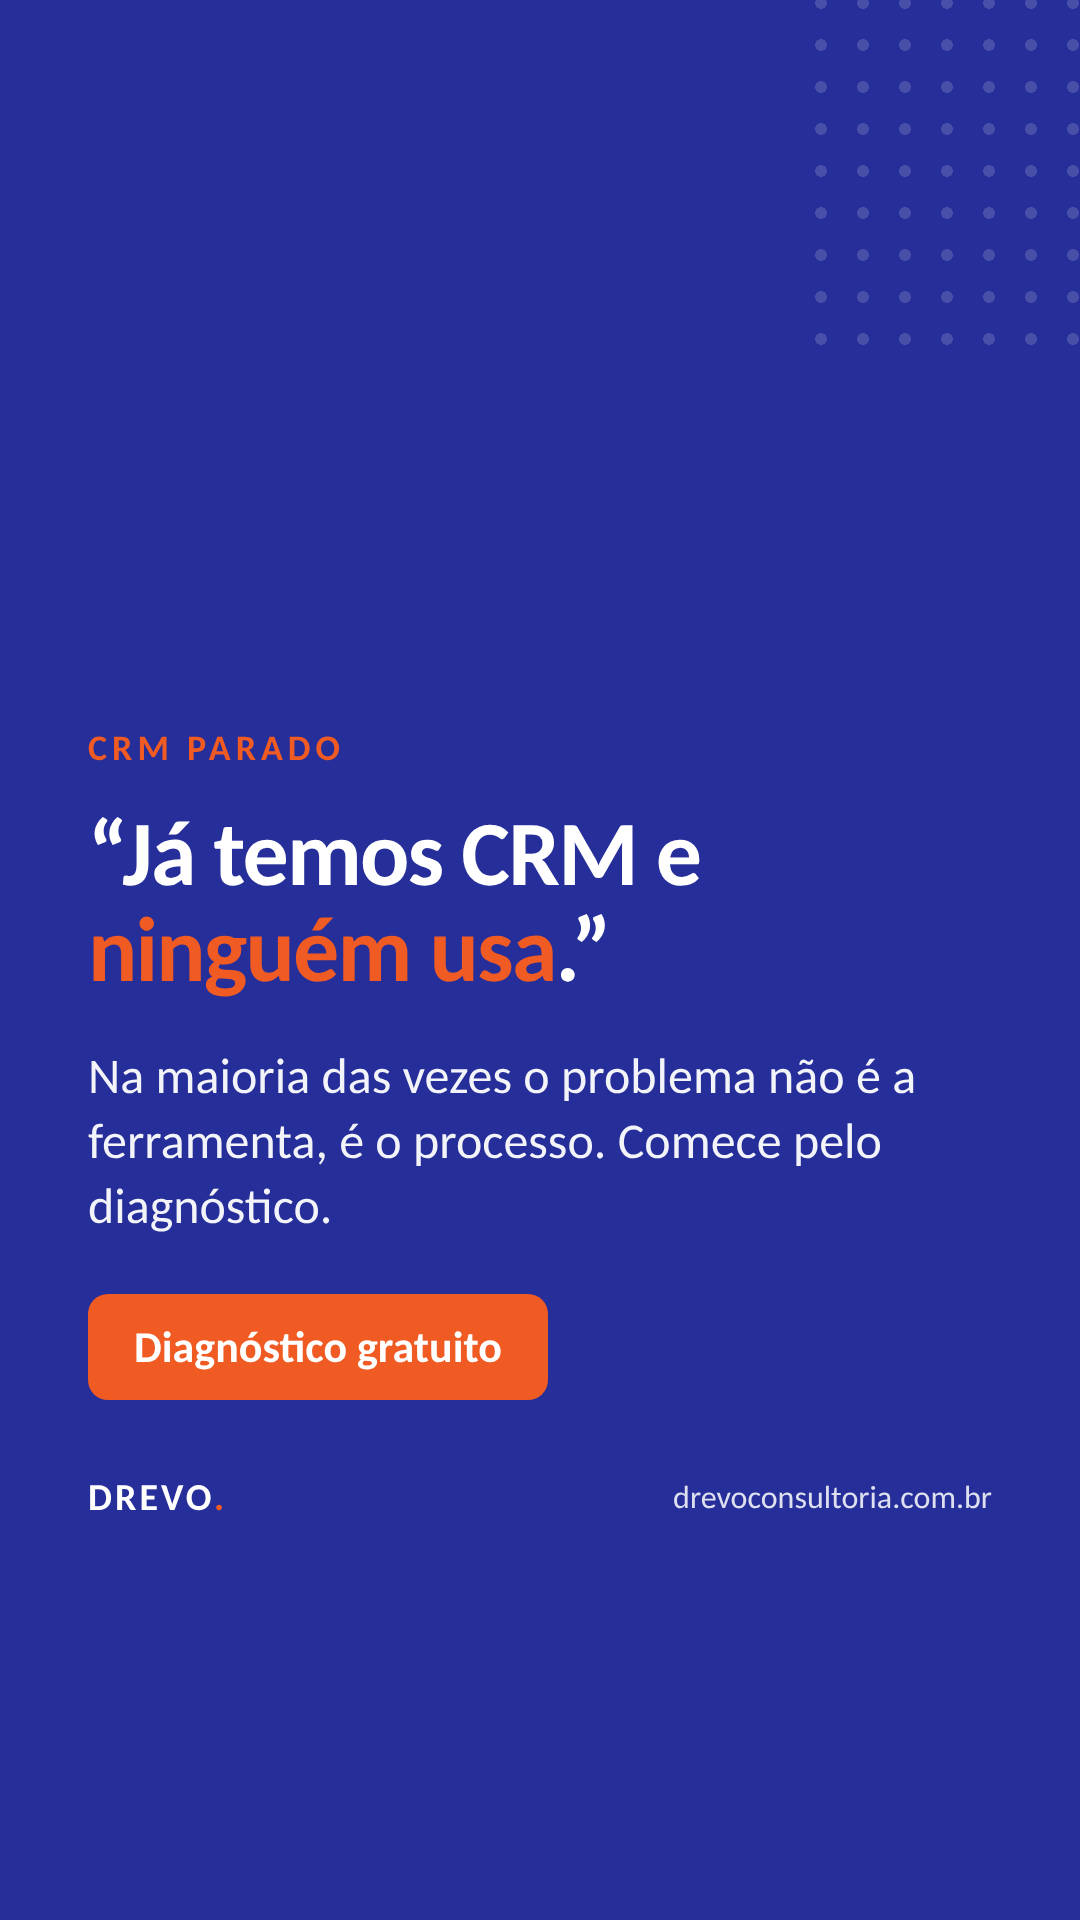 CRM PARADO
“Já temos CRM e
ninguém usa.”
Na maioria das vezes o problema não é a
ferramenta, é o processo. Comece pelo
diagnóstico.
Diagnóstico gratuito
DREVO.
drevoconsultoria.com.br